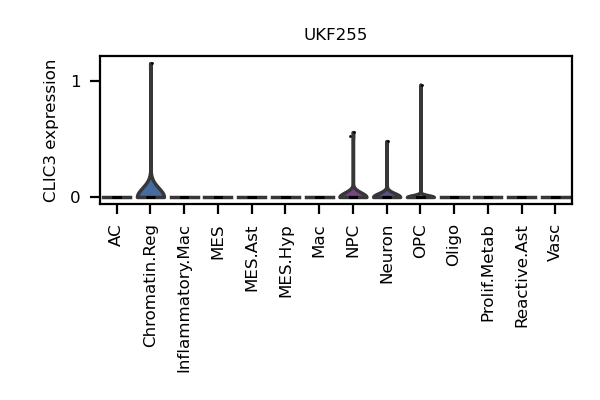 UKF255
CLIC3 expression
1
0
AC
Chromatin.Reg
Inflammatory.Mac
MES
MES.Ast
MES.Hyp
Mac
NPC
Neuron
OPC
Oligo
Prolif.Metab
Reactive.Ast
Vasc